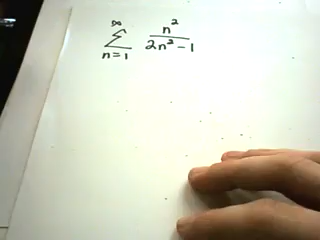 ∞
∑ n² / 2n² − 1
n = 1